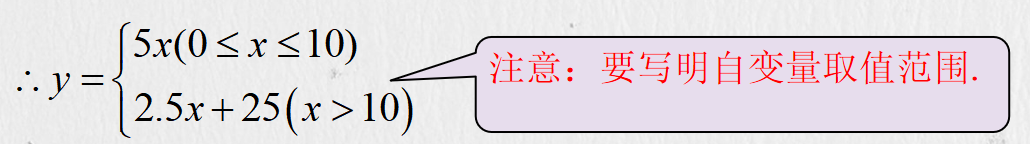 ∴ y = { 5x(0 ≤ x ≤ 10)
2.5x + 25(x > 10)
注意：要写明自变量取值范围.